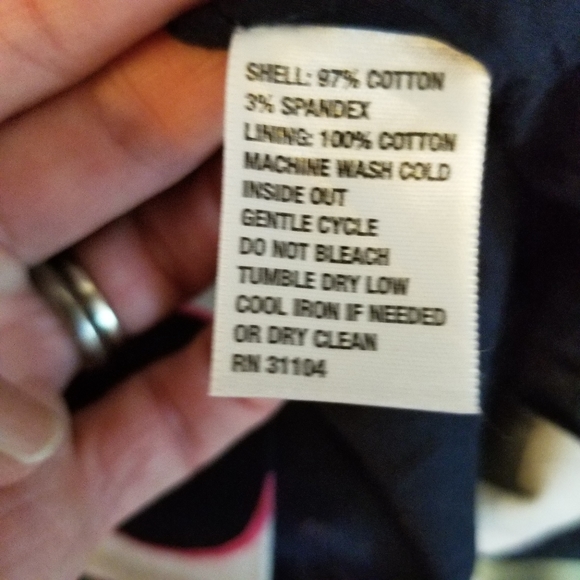 SHELL: 97% COTTON
3% SPANDEX
LINING: 100% COTTON
MACHINE WASH COLD
INSIDE OUT
GENTLE CYCLE
DO NOT BLEACH
TUMBLE DRY LOW
COOL IRON IF NEEDED
OR DRY CLEAN
RN 31104